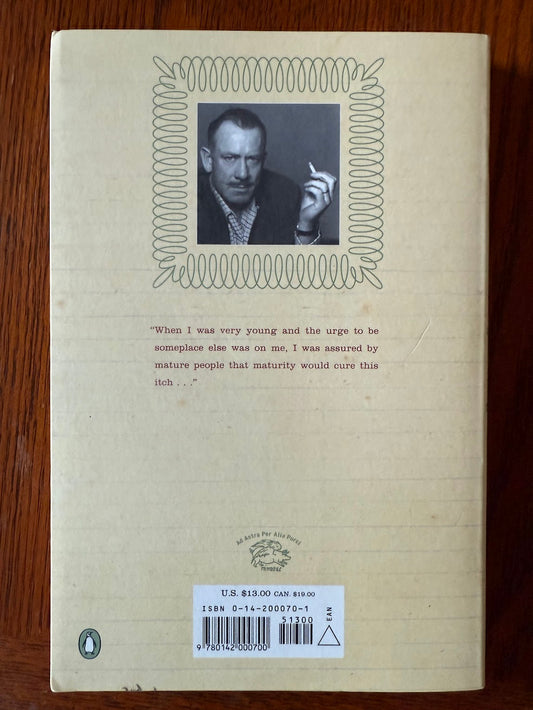 “When I was very young and the urge to be
someplace else was on me, I was assured by
mature people that maturity would cure this
itch . . .”
Ad Astra Per Alia Porci
U.S. $13.00 CAN. $19.00
ISBN 0-14-200070-1
51300
EAN
9 780142 000700